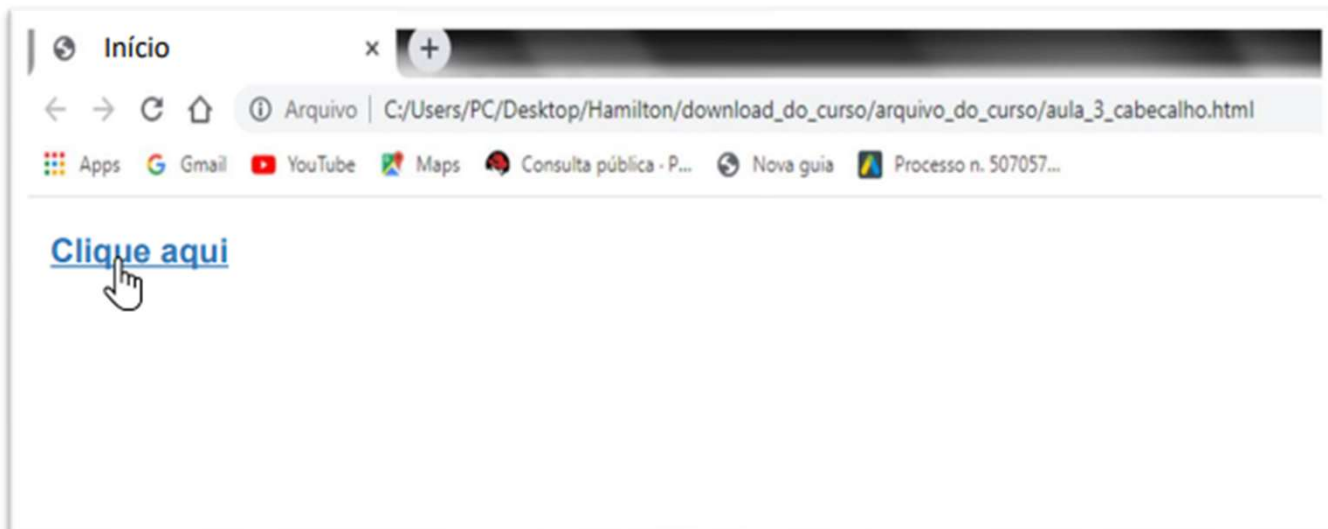 Início
Arquivo | C:/Users/PC/Desktop/Hamilton/download_do_curso/arquivo_do_curso/aula_3_cabecalho.html
Apps Gmail YouTube Maps Consulta pública - P... Nova guia Processo n. 507057...
Clique aqui